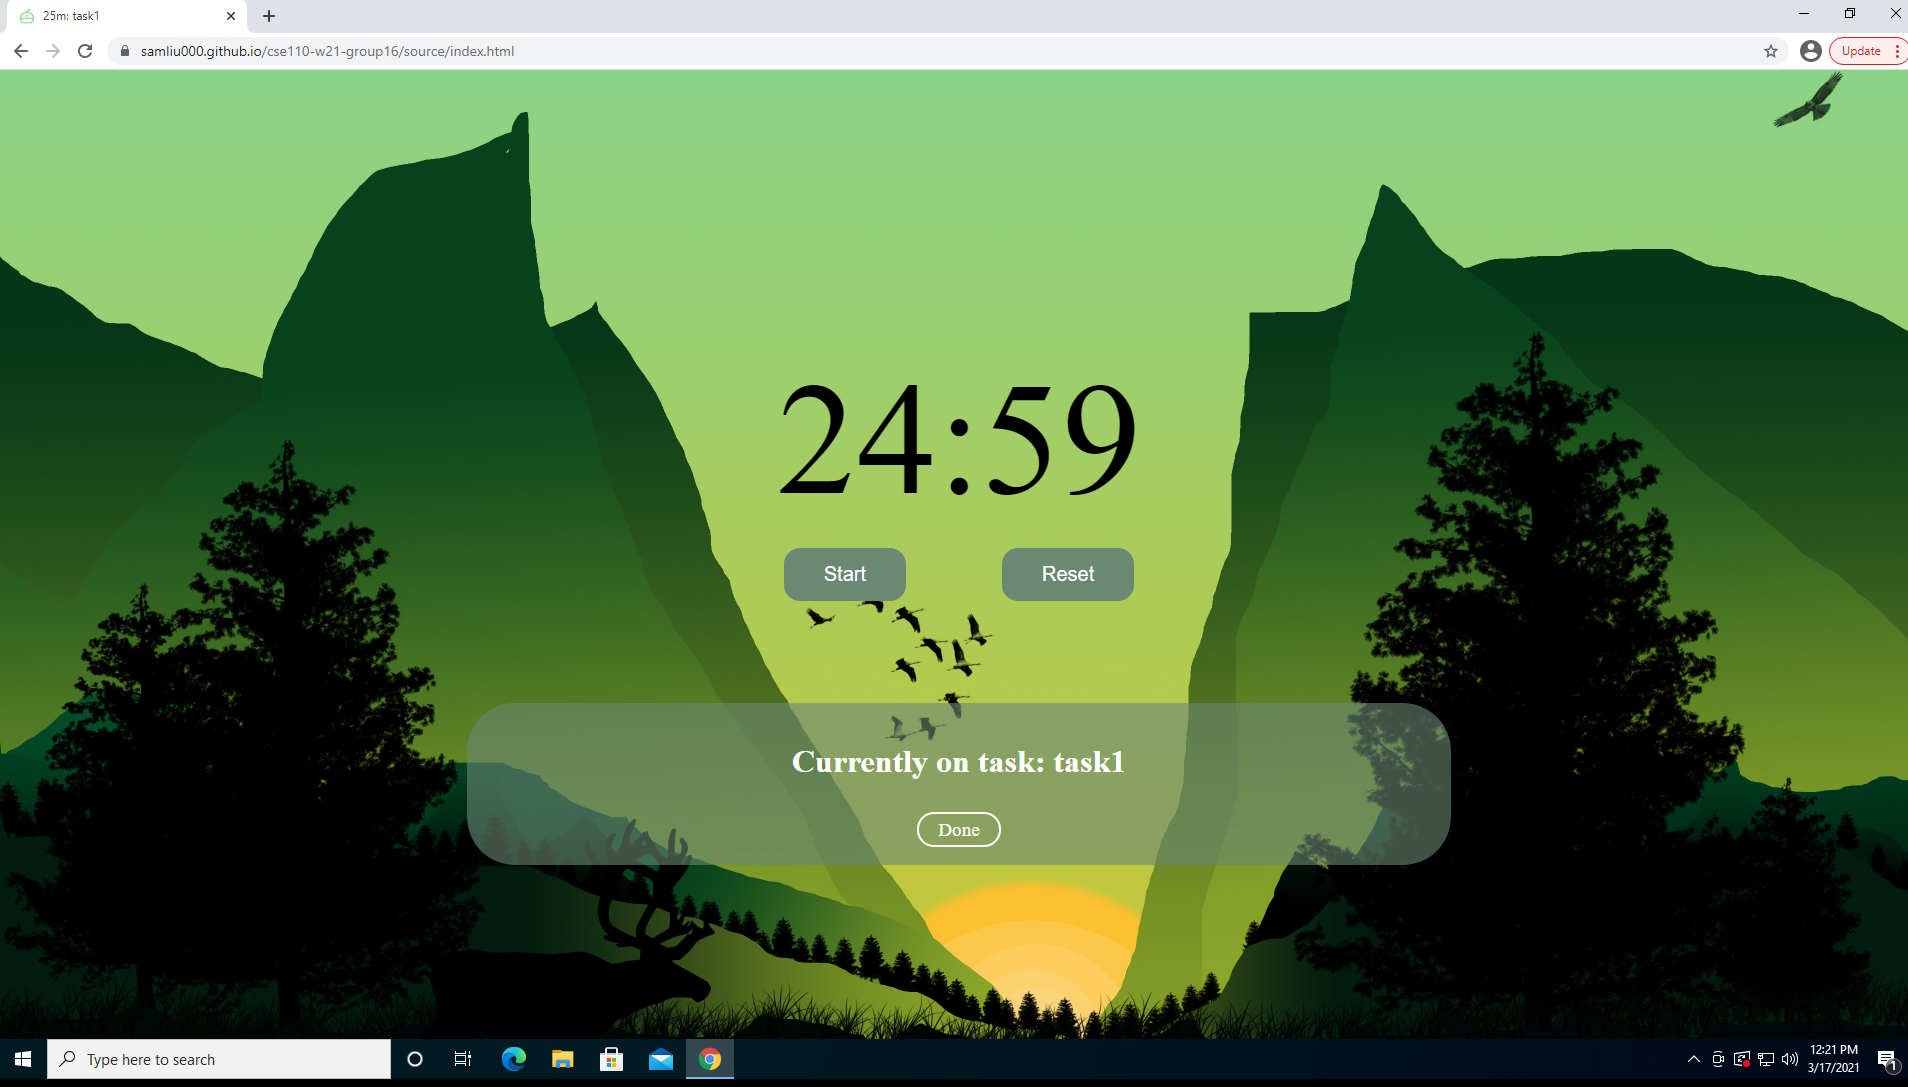 25m: task1
samliu000.github.io/cse110-w21-group16/source/index.html
Update
24:59
Start
Reset
Currently on task: task1
Done
Type here to search
12:21 PM
3/17/2021
1